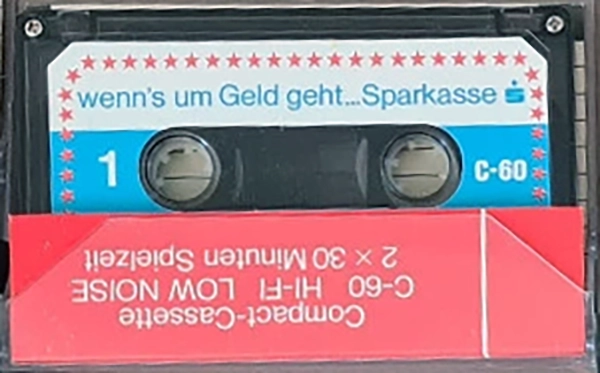 wenn's um Geld geht...Sparkasse
1
C-60
Compact-Cassette
C-60 HI-FI LOW NOISE
2 × 30 Minuten Spielzeit